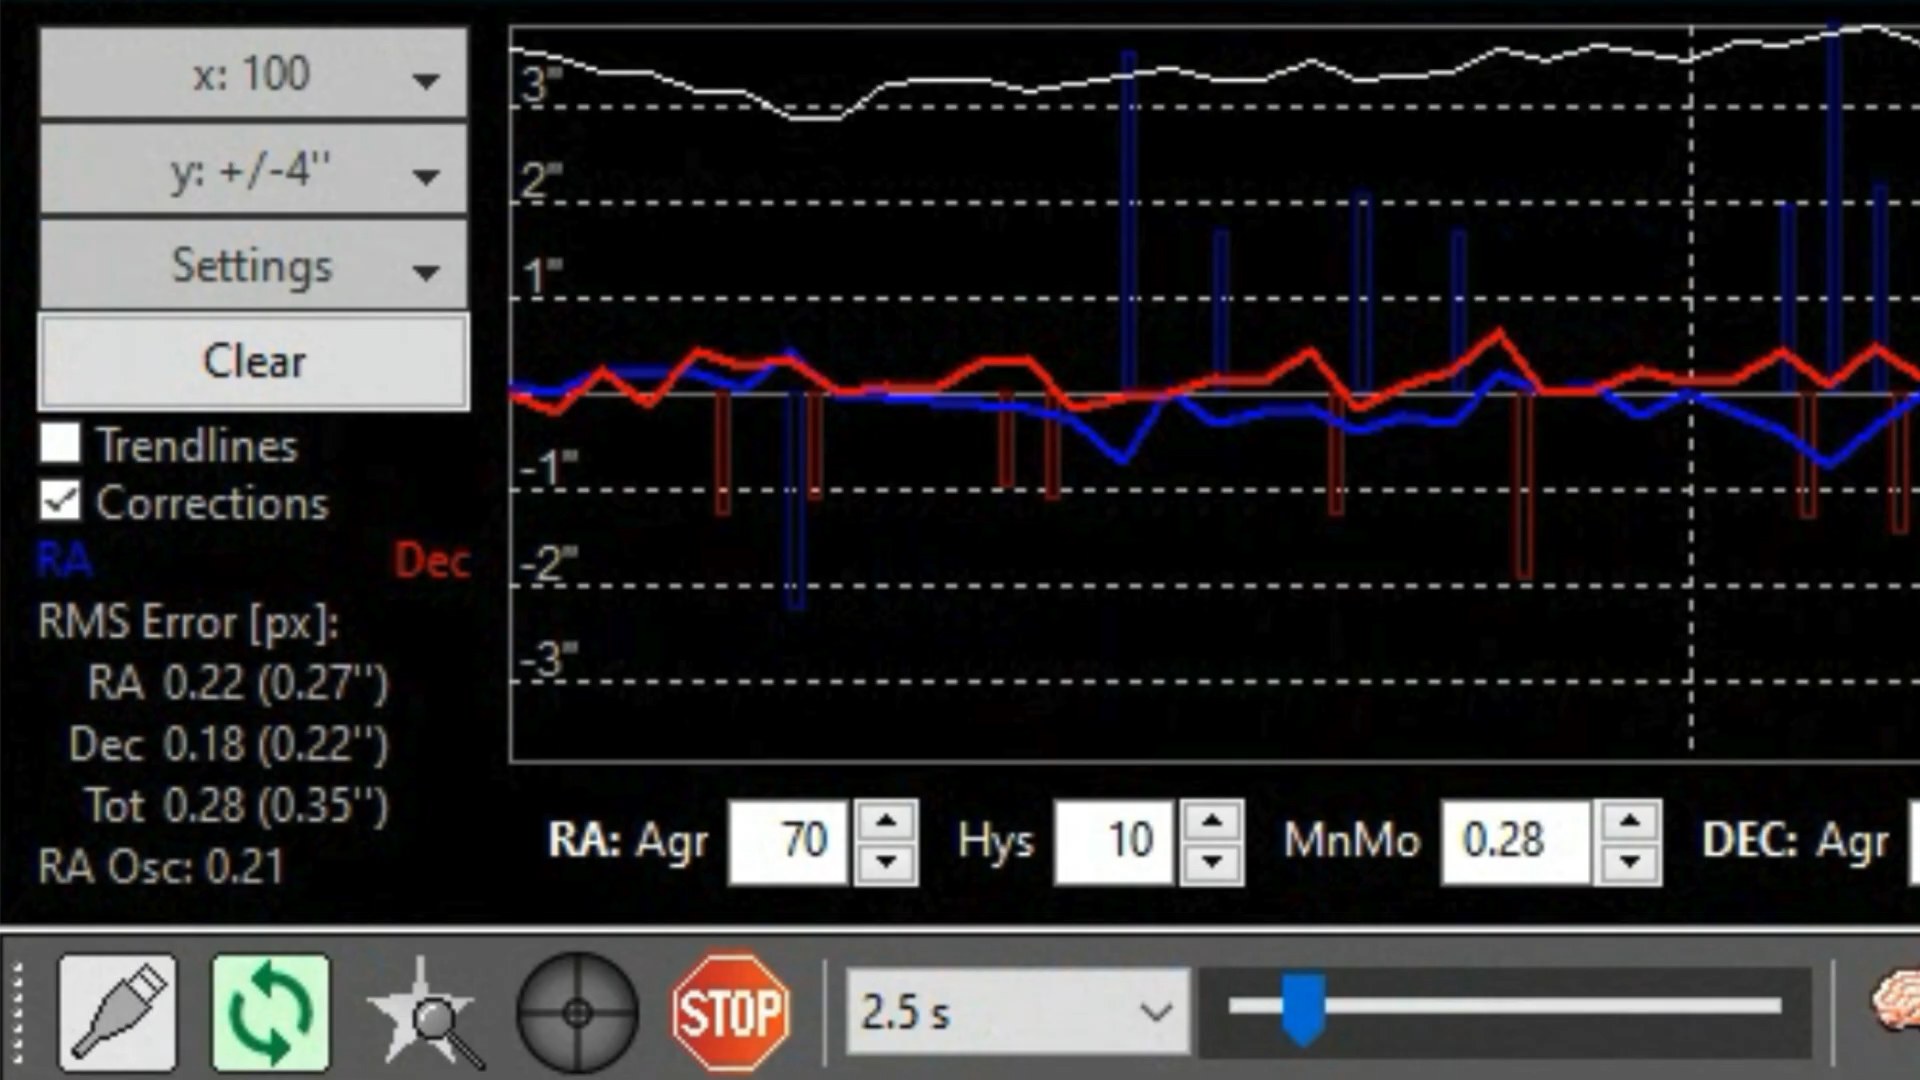 x: 100
y: +/-4''
Settings
Clear
Trendlines
Corrections
RA Dec
RMS Error [px]:
RA 0.22 (0.27'')
Dec 0.18 (0.22'')
Tot 0.28 (0.35'')
RA Osc: 0.21
3"
2"
1"
-1"
-2"
-3"
RA: Agr 70 Hys 10 MnMo 0.28 DEC: Agr
STOP 2.5 s